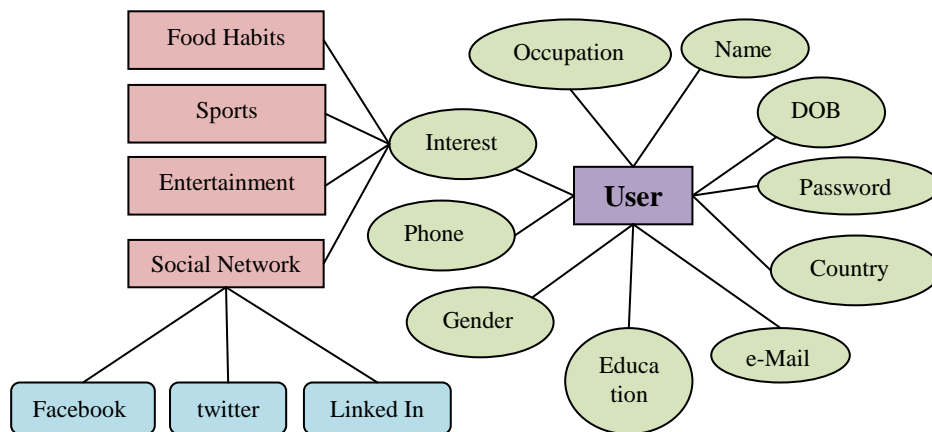 Food Habits
Sports
Entertainment
Social Network
Facebook
twitter
Linked In
Interest
Phone
Gender
Occupation
Name
DOB
User
Password
Country
e-Mail
Educa
tion